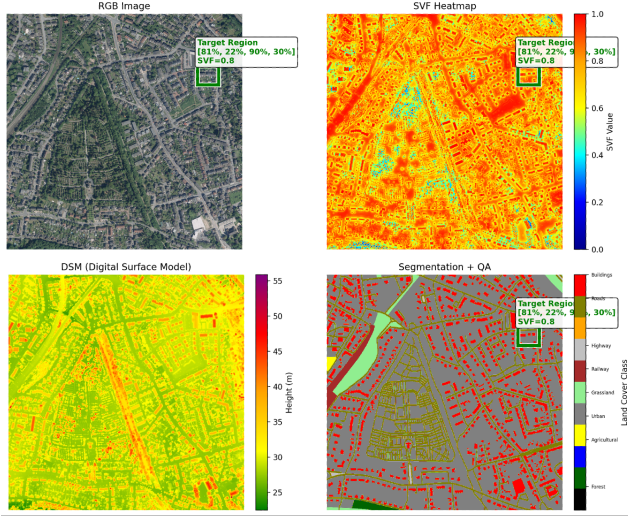 RGB Image
Target Region
[81%, 22%, 90%, 30%]
SVF=0.8
SVF Heatmap
Target Region
[81%, 22%, 90%, 30%]
SVF=0.8
1.0
0.8
0.6
0.4
0.2
0.0
SVF Value
DSM (Digital Surface Model)
55
50
45
40
35
30
25
Height (m)
Segmentation + QA
Target Region
[81%, 22%, 90%, 30%]
SVF=0.8
Buildings
Roads
Highway
Railway
Grassland
Urban
Agricultural
Forest
Land Cover Class